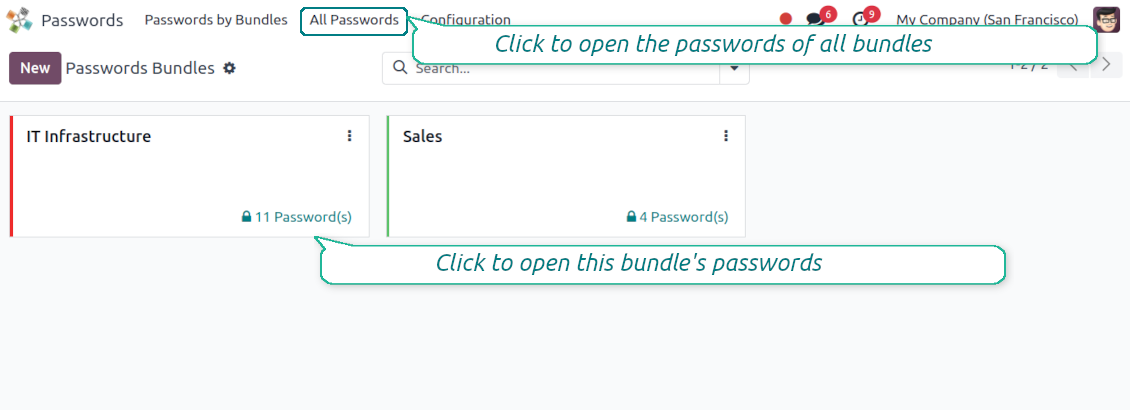 Passwords Passwords by Bundles All Passwords Configuration 6 9 My Company (San Francisco)
Click to open the passwords of all bundles
New Passwords Bundles Search... 1-2 / 2
IT Infrastructure Sales
11 Password(s) 4 Password(s)
Click to open this bundle's passwords